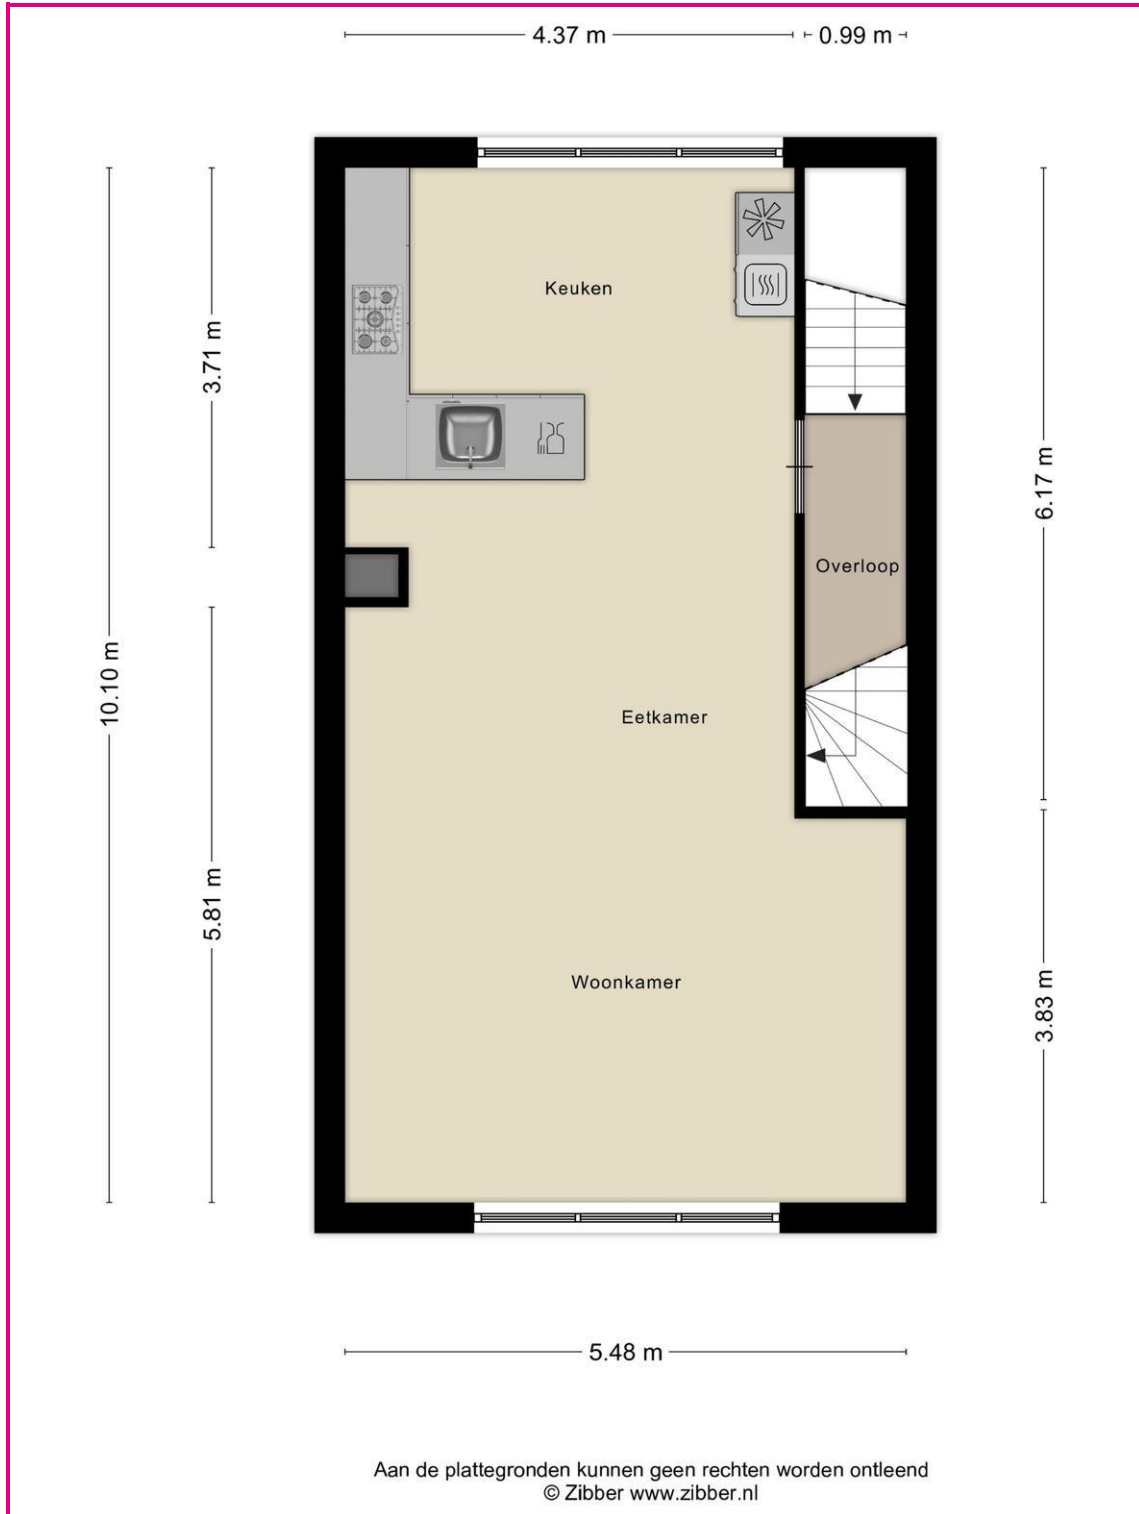 4.37 m
0.99 m
Keuken
3.71 m
6.17 m
Overloop
10.10 m
Eetkamer
5.81 m
Woonkamer
3.83 m
5.48 m
Aan de plattegronden kunnen geen rechten worden ontleend
© Zibber www.zibber.nl